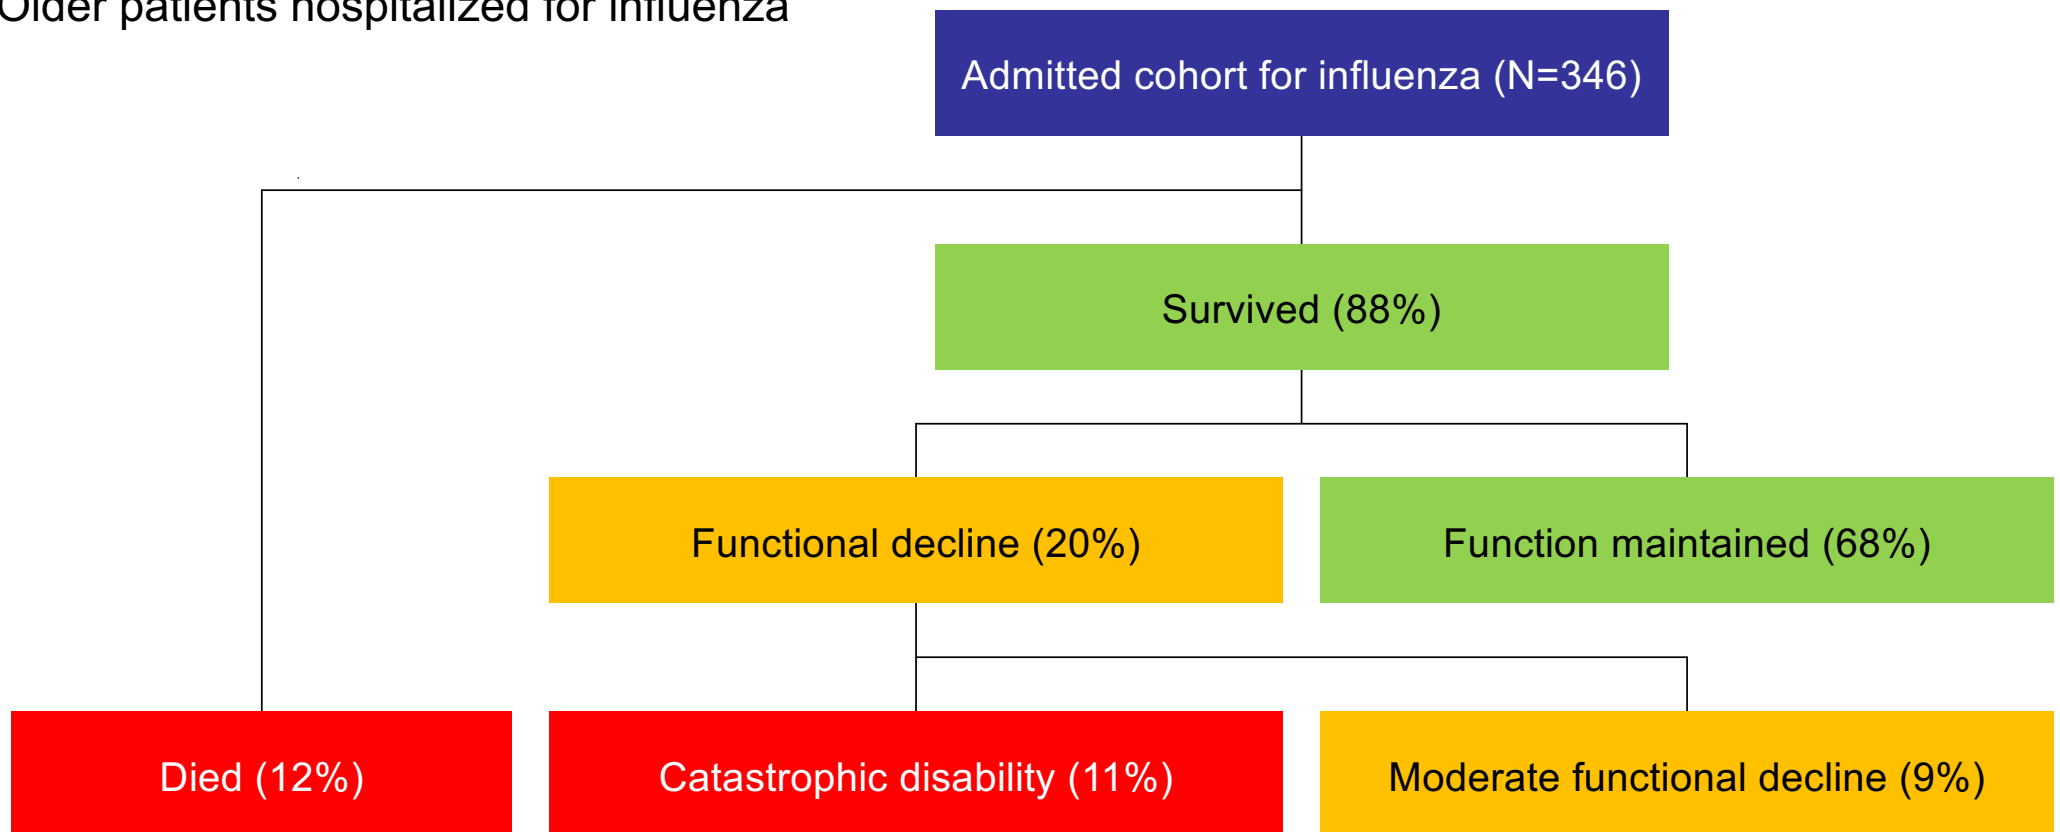 Older patients hospitalized for influenza
Admitted cohort for influenza (N=346)
Survived (88%)
Functional decline (20%)
Function maintained (68%)
Died (12%)
Catastrophic disability (11%)
Moderate functional decline (9%)